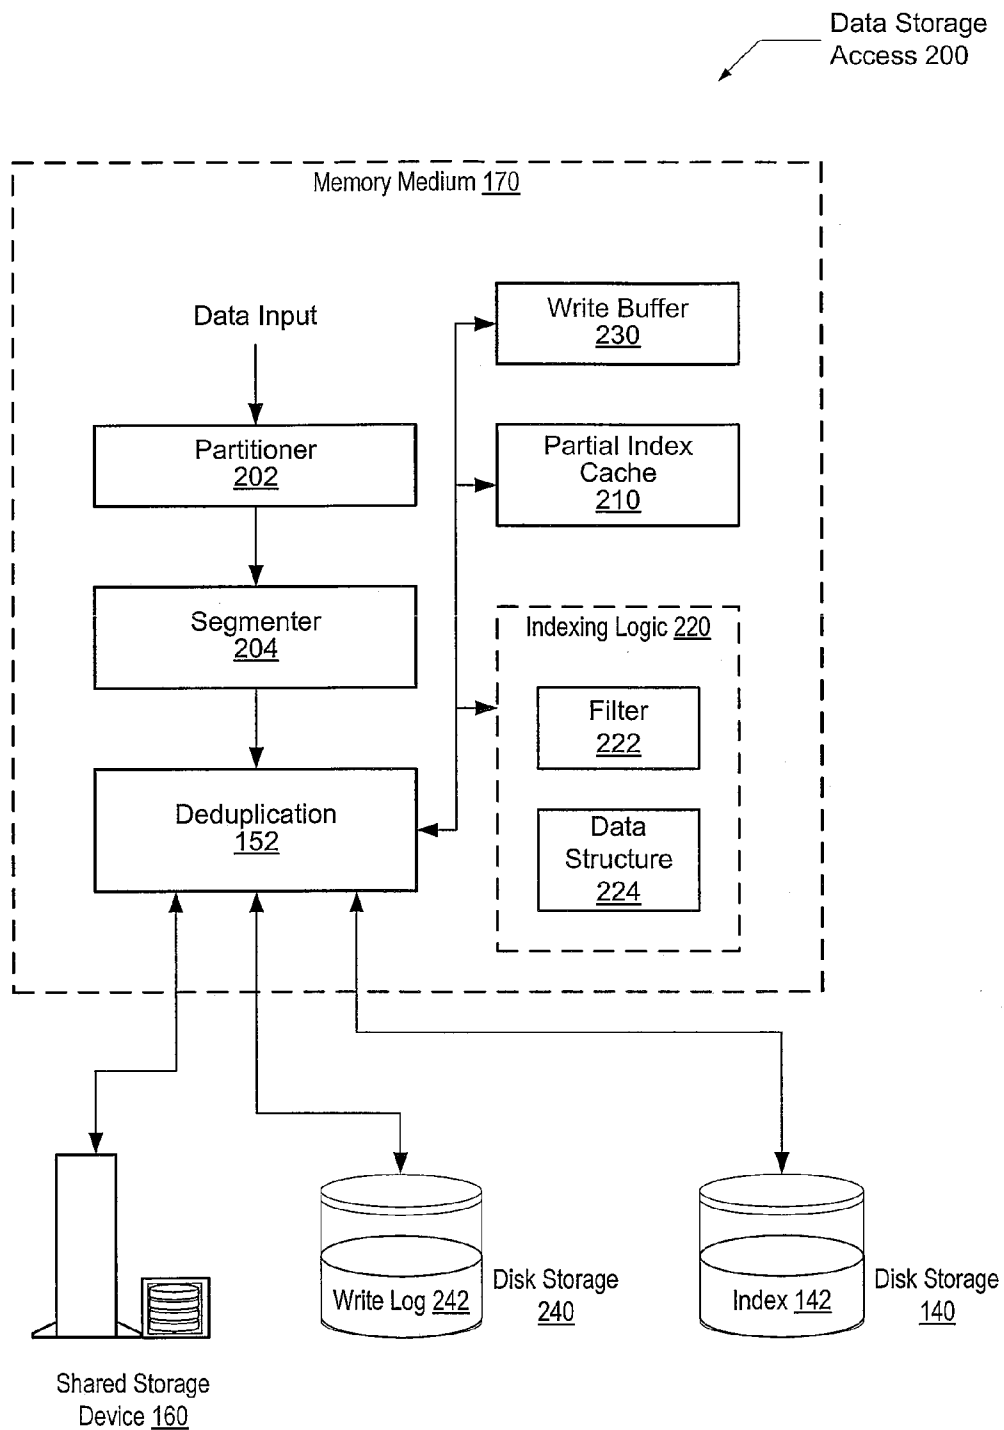 Data Storage
Access 200
Memory Medium 170
Data Input
Write Buffer
230
Partitioner
202
Partial Index
Cache
210
Segmenter
204
Indexing Logic 220
Filter
222
Deduplication
152
Data
Structure
224
Write Log 242
Disk Storage
240
Index 142
Disk Storage
140
Shared Storage
Device 160